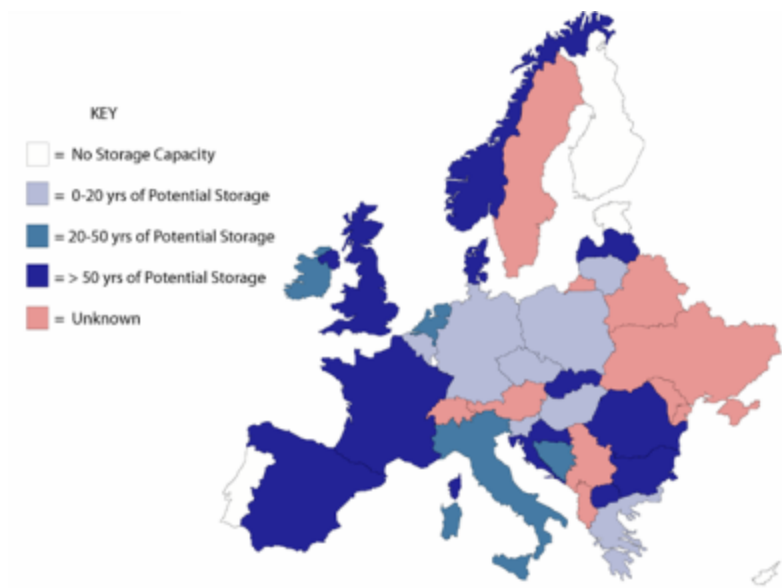 KEY
= No Storage Capacity
= 0-20 yrs of Potential Storage
= 20-50 yrs of Potential Storage
= > 50 yrs of Potential Storage
= Unknown